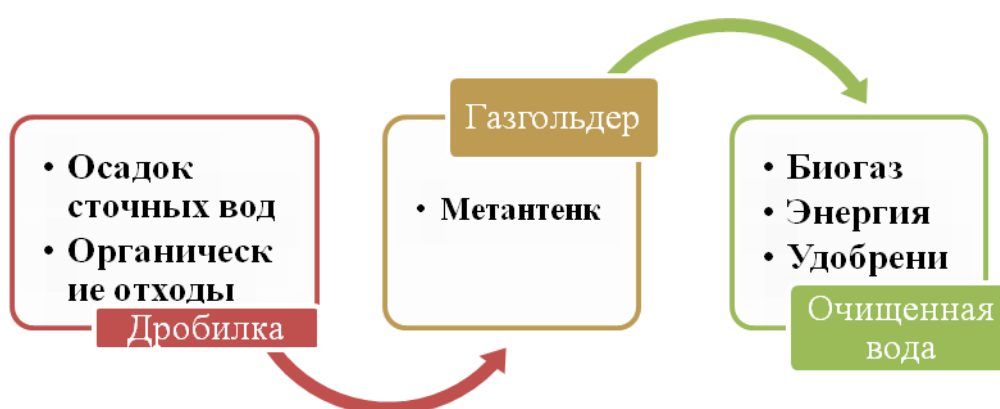 • Осадок
сточных вод
• Органическ
ие отходы
Дробилка
Газгольдер
• Метантенк
• Биогаз
• Энергия
• Удобрени
Очищенная
вода